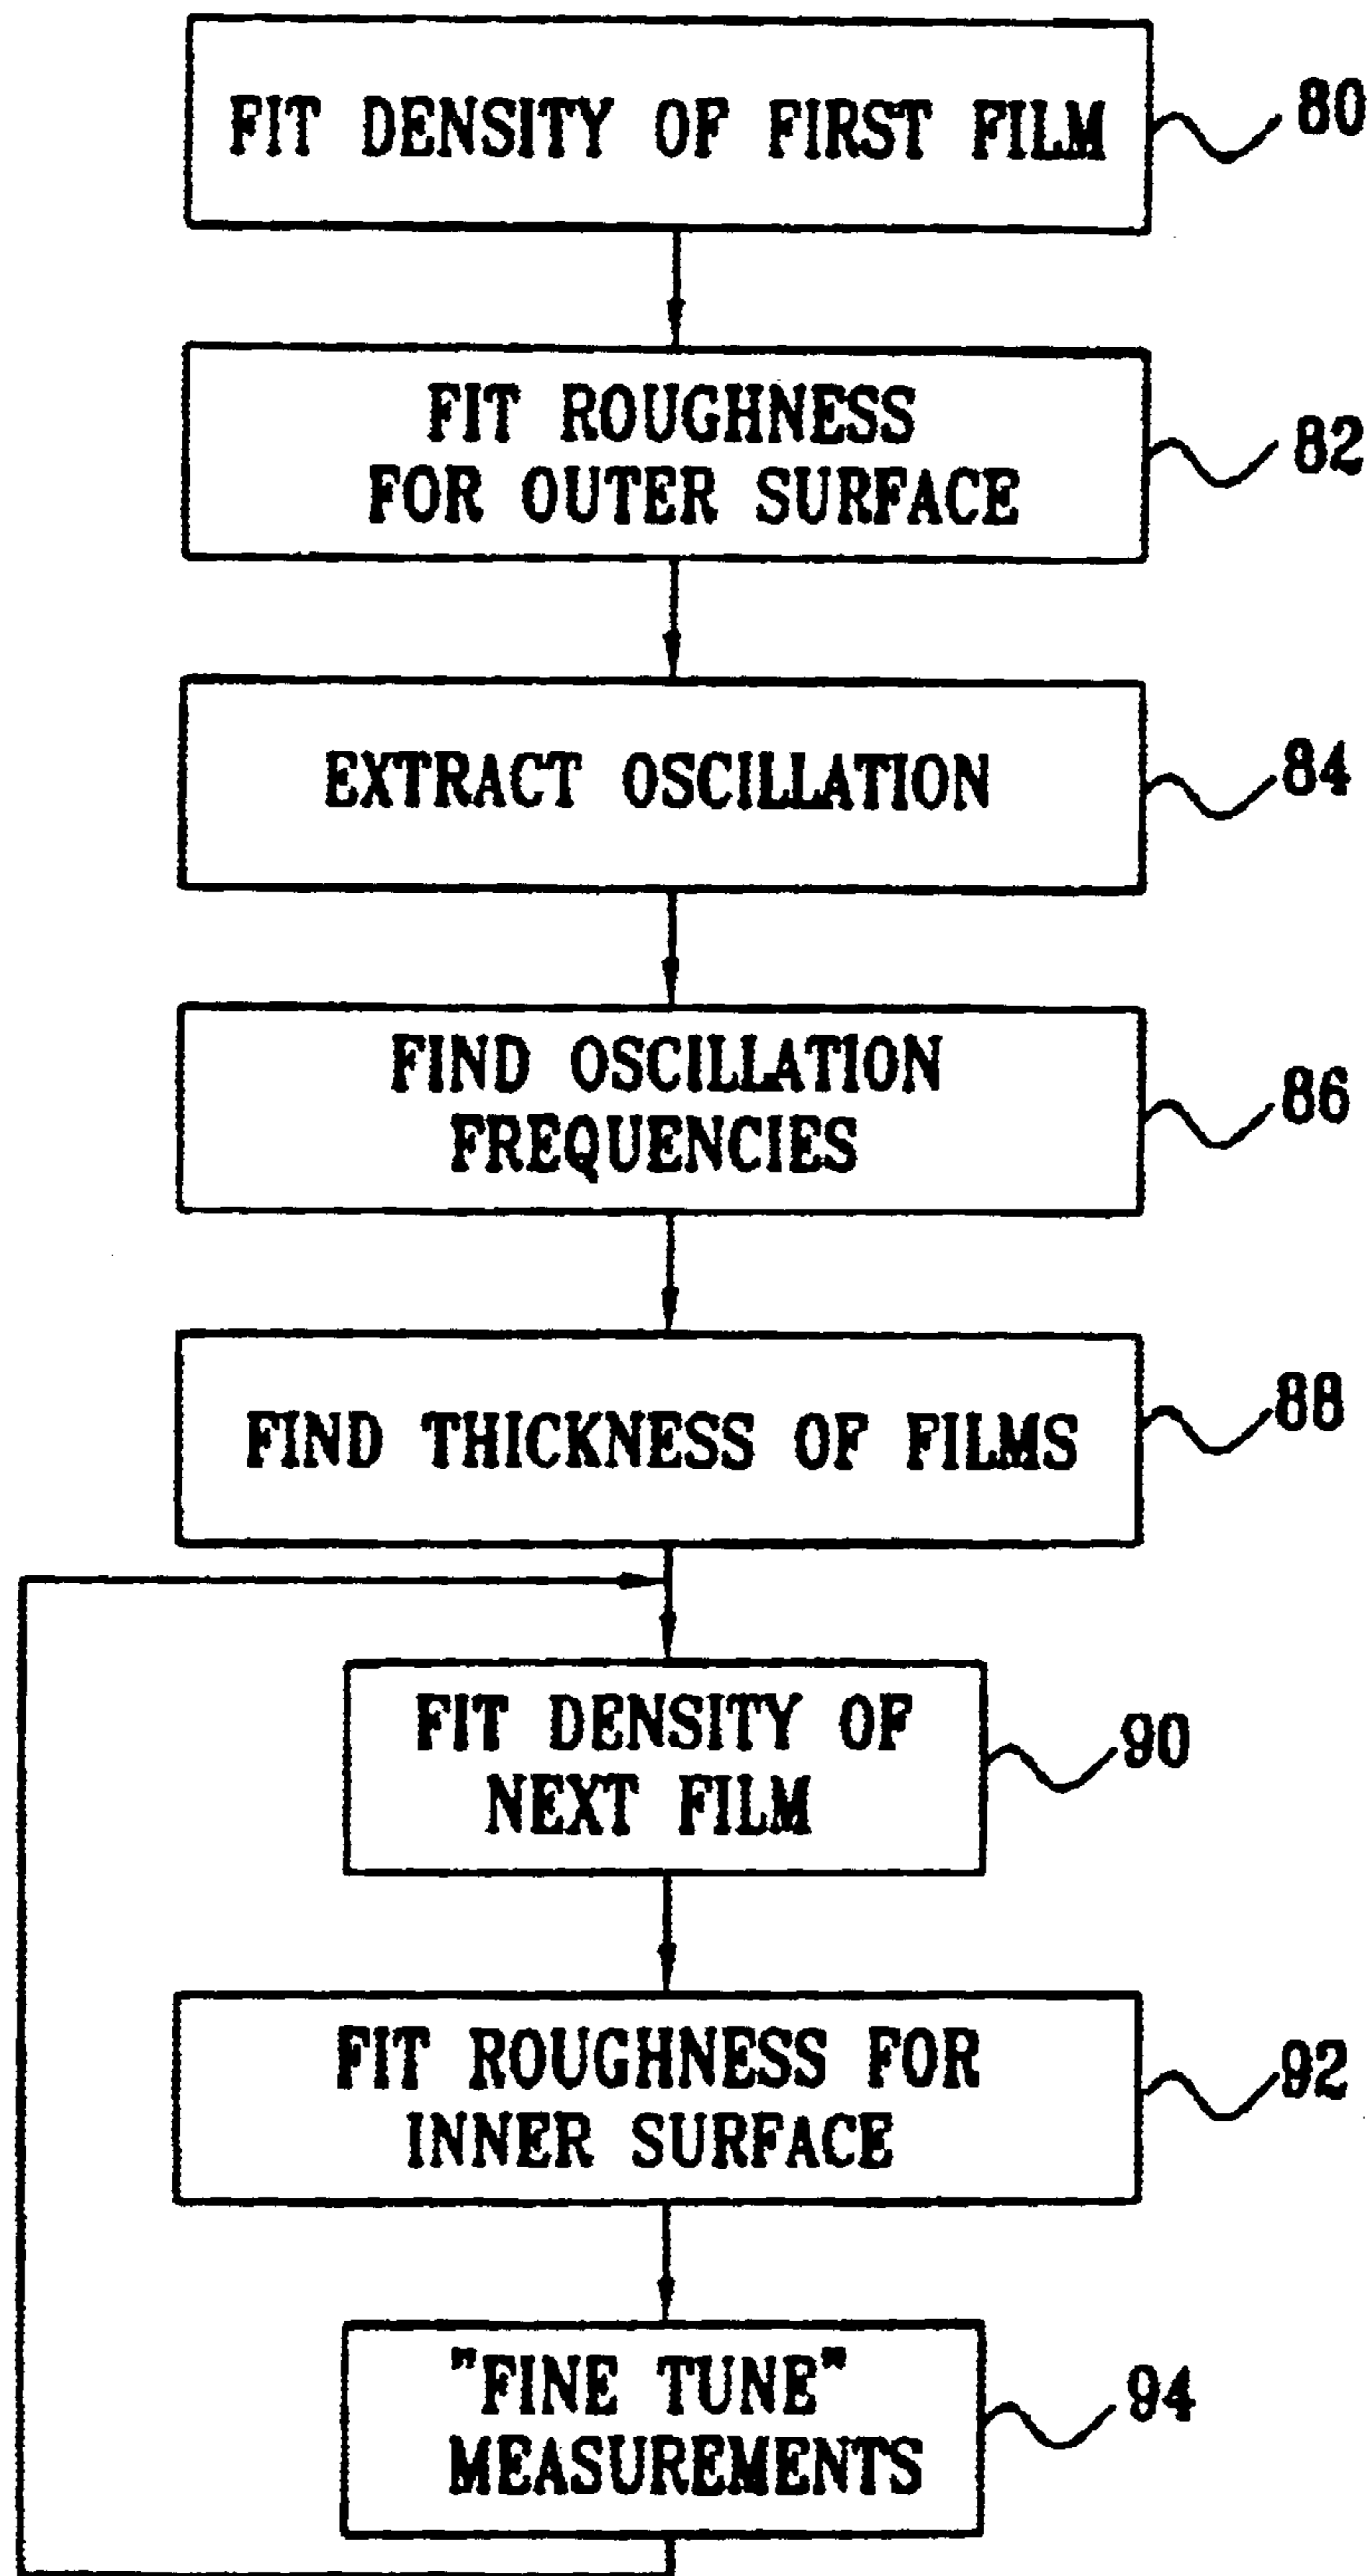 FIT DENSITY OF FIRST FILM
80
FIT ROUGHNESS
FOR OUTER SURFACE
82
EXTRACT OSCILLATION
84
FIND OSCILLATION
FREQUENCIES
86
FIND THICKNESS OF FILMS
88
FIT DENSITY OF
NEXT FILM
90
FIT ROUGHNESS FOR
INNER SURFACE
92
"FINE TUNE"
MEASUREMENTS
94